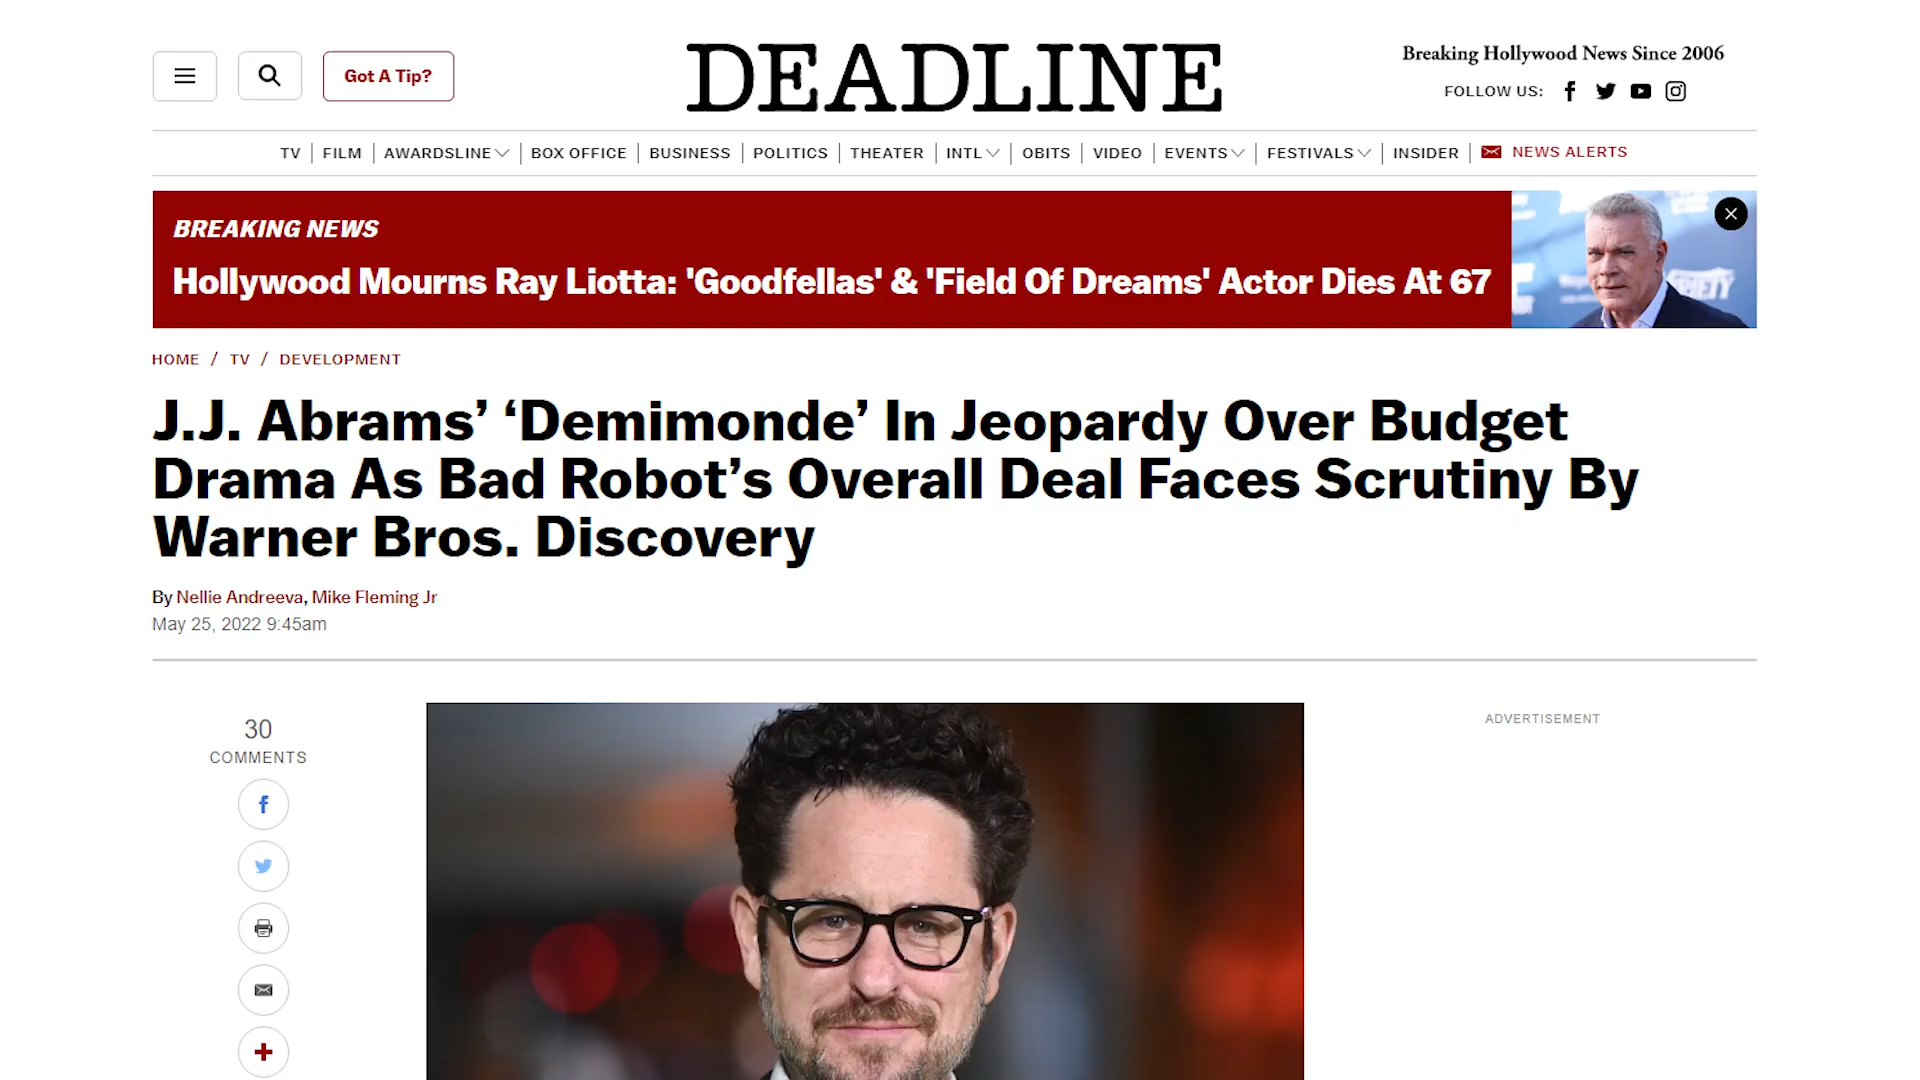 Got A Tip?
DEADLINE
Breaking Hollywood News Since 2006
FOLLOW US:
TV | FILM | AWARDSLINE | BOX OFFICE | BUSINESS | POLITICS | THEATER | INTL | OBITS | VIDEO | EVENTS | FESTIVALS | INSIDER | NEWS ALERTS
BREAKING NEWS
Hollywood Mourns Ray Liotta: 'Goodfellas' & 'Field Of Dreams' Actor Dies At 67
HOME / TV / DEVELOPMENT
J.J. Abrams’ ‘Demimonde’ In Jeopardy Over Budget
Drama As Bad Robot’s Overall Deal Faces Scrutiny By
Warner Bros. Discovery
By Nellie Andreeva, Mike Fleming Jr
May 25, 2022 9:45am
30
COMMENTS
ADVERTISEMENT